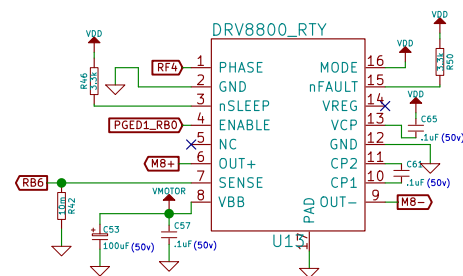 DRV8800_RTY
VDD
R46
3.3k
RF4
1
PHASE
2
GND
3
nSLEEP
PGED1_RB0
4
ENABLE
5
NC
M8+
6
OUT+
RB6
7
SENSE
8
VBB
10m
R42
VMOTOR
C53
100uF (50v)
C57
.1uF (50v)
MODE
16
nFAULT
15
VREG
14
VCP
13
GND
12
CP2
11
CP1
10
OUT-
9
M8-
PAD
17
VDD
VDD
R50
3.3k
VDD
C65
.1uF (50v)
C61
.1uF (50v)